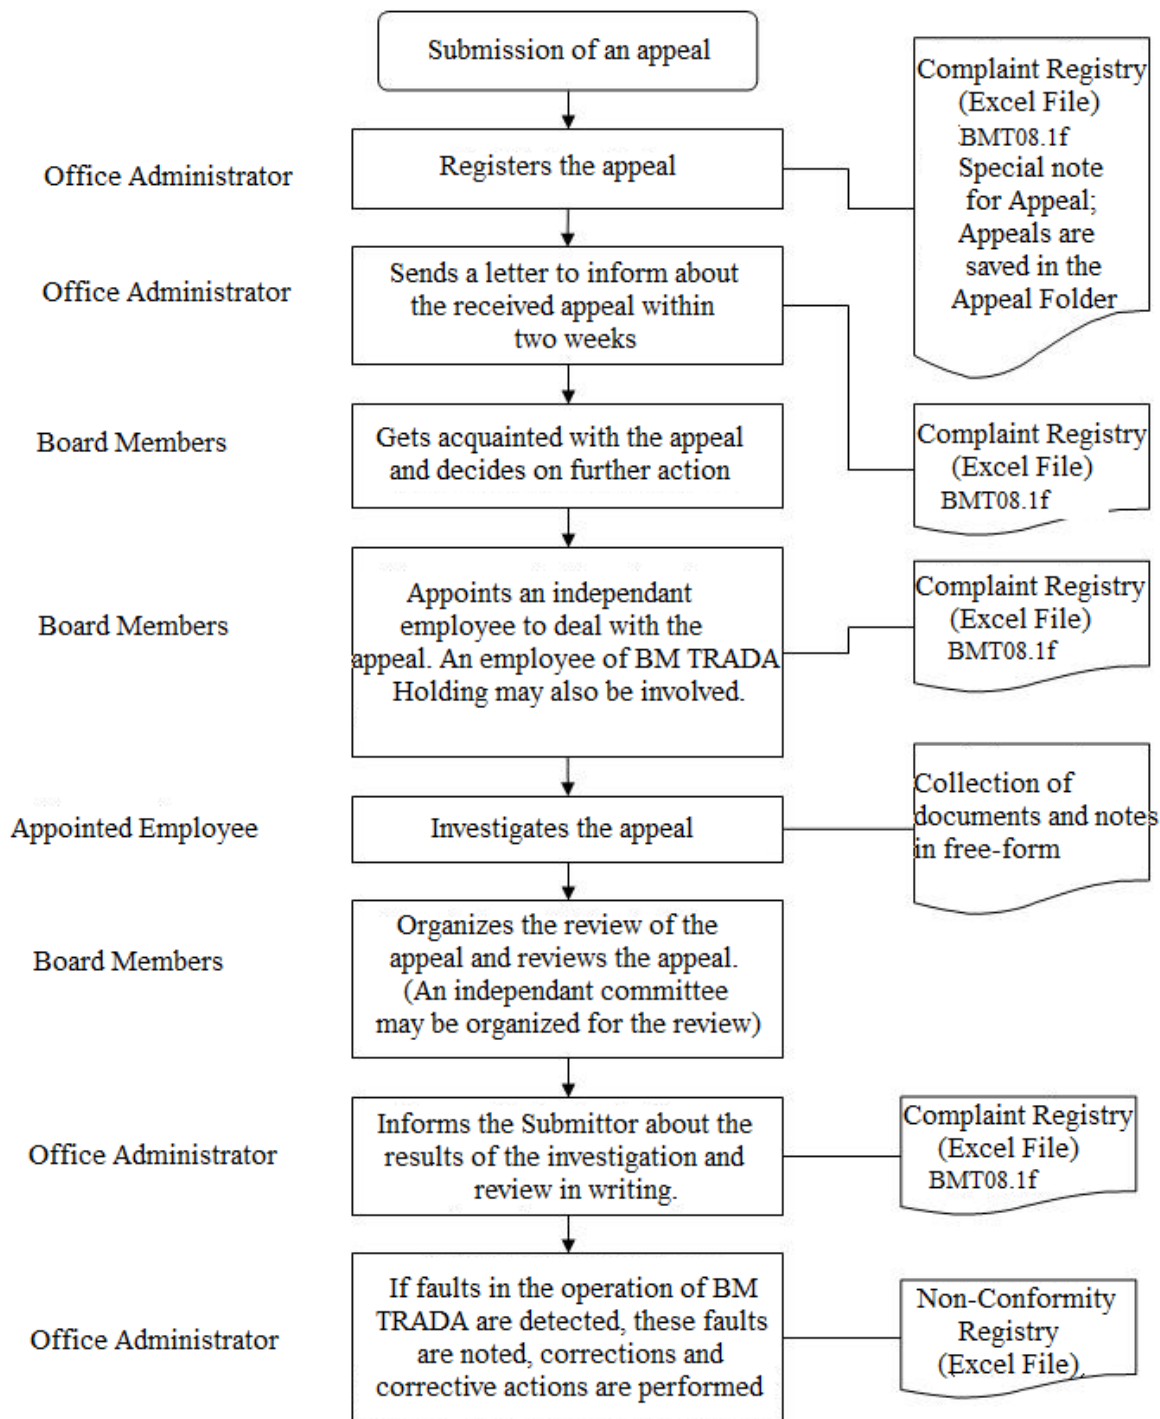 Submission of an appeal
Office Administrator
Registers the appeal
Complaint Registry
(Excel File)
BMT08.1f
Special note
for Appeal;
Appeals are
saved in the
Appeal Folder
Office Administrator
Sends a letter to inform about
the received appeal within
two weeks
Board Members
Gets acquainted with the appeal
and decides on further action
Complaint Registry
(Excel File)
BMT08.1f
Board Members
Appoints an independant
employee to deal with the
appeal. An employee of BM TRADA
Holding may also be involved.
Complaint Registry
(Excel File)
BMT08.1f
Appointed Employee
Investigates the appeal
Collection of
documents and notes
in free-form
Board Members
Organizes the review of the
appeal and reviews the appeal.
(An independant committee
may be organized for the review)
Office Administrator
Informs the Submittor about the
results of the investigation and
review in writing.
Complaint Registry
(Excel File)
BMT08.1f
Office Administrator
If faults in the operation of BM
TRADA are detected, these faults
are noted, corrections and
corrective actions are performed
Non-Conformity
Registry
(Excel File)